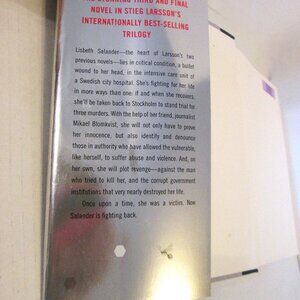 THE STUNNING THIRD AND FINAL
NOVEL IN STIEG LARSSON'S
INTERNATIONALLY BEST-SELLING
TRILOGY
Lisbeth Salander—the heart of Larsson's two
previous novels—lies in critical condition, a bullet
wound to her head, in the intensive care unit of
a Swedish city hospital. She's fighting for her life
in more ways than one: if and when she recovers,
she'll be taken back to Stockholm to stand trial for
three murders. With the help of her friend, journalist
Mikael Blomkvist, she will not only have to prove
her innocence, but also identify and denounce
those in authority who have allowed the vulnerable,
like herself, to suffer abuse and violence. And, on
her own, she will plot revenge—against the man
who tried to kill her, and the corrupt government
institutions that very nearly destroyed her life.
Once upon a time, she was a victim. Now
Salander is fighting back.